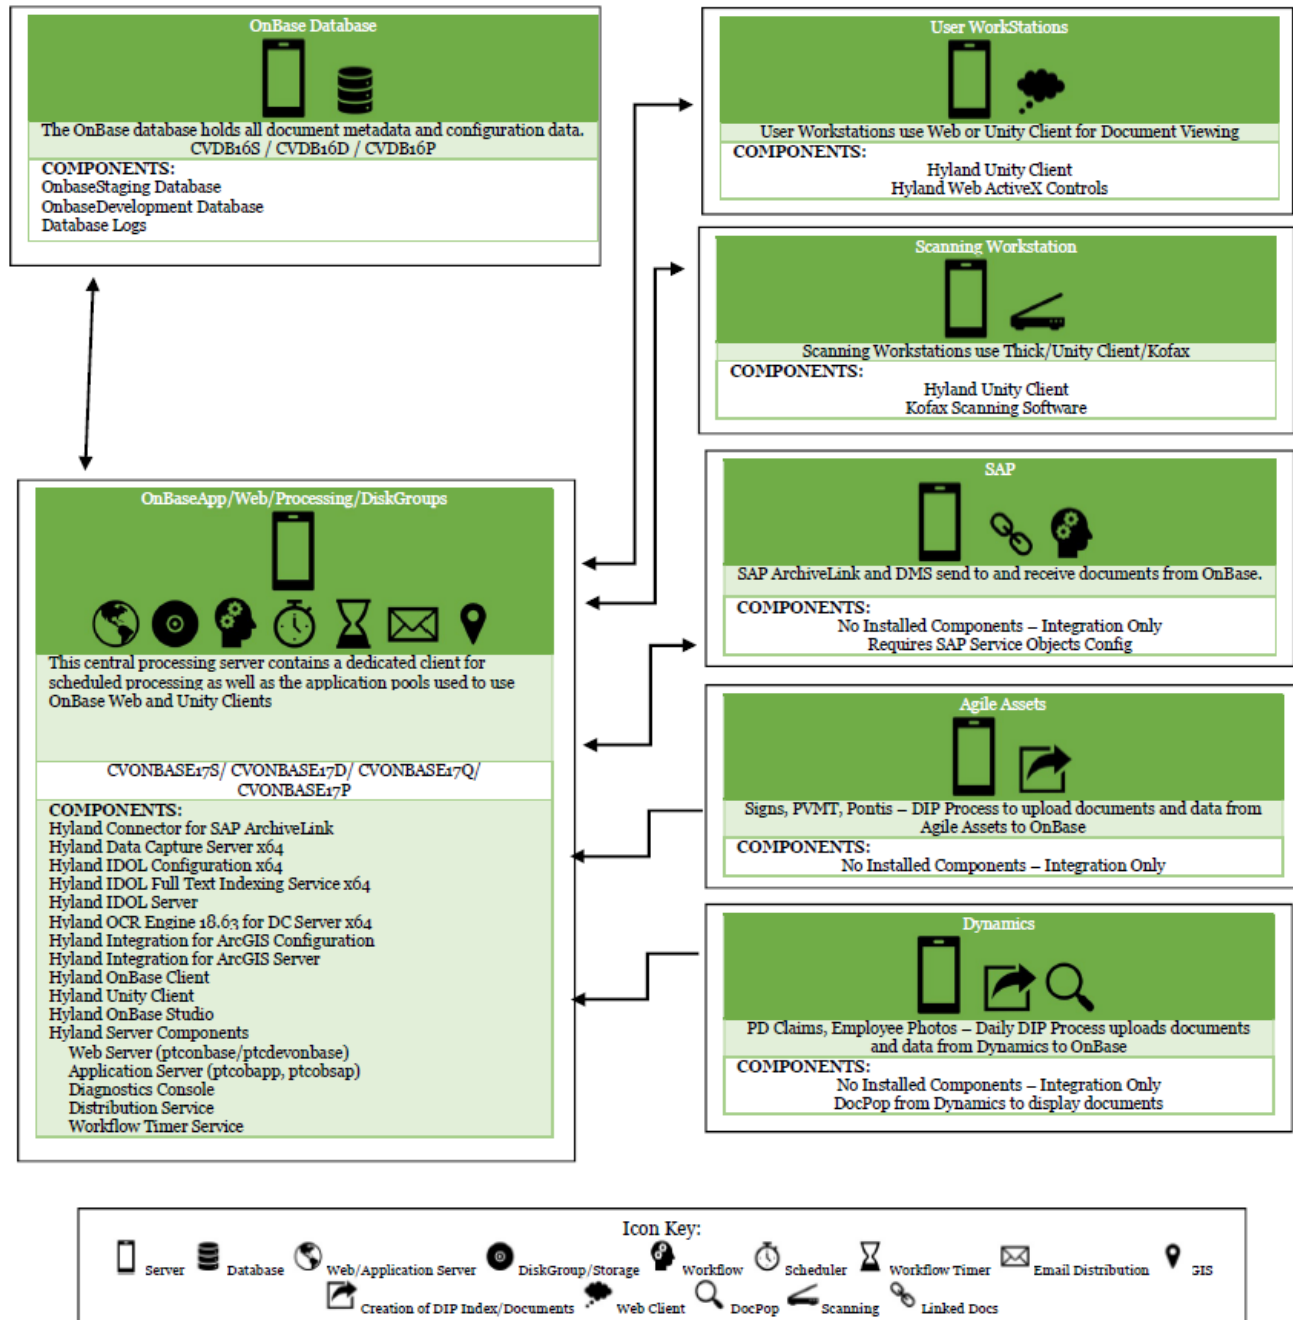 OnBase Database
The OnBase database holds all document metadata and configuration data.
CVDB16S / CVDB16D / CVDB16P
COMPONENTS:
OnbaseStaging Database
OnbaseDevelopment Database
Database Logs
User WorkStations
User Workstations use Web or Unity Client for Document Viewing
COMPONENTS:
Hyland Unity Client
Hyland Web ActiveX Controls
Scanning Workstation
Scanning Workstations use Thick/Unity Client/Kofax
COMPONENTS:
Hyland Unity Client
Kofax Scanning Software
OnBaseApp/Web/Processing/DiskGroups
This central processing server contains a dedicated client for
scheduled processing as well as the application pools used to use
OnBase Web and Unity Clients
CVONBASE17S/ CVONBASE17D/ CVONBASE17Q/
CVONBASE17P
COMPONENTS:
Hyland Connector for SAP ArchiveLink
Hyland Data Capture Server x64
Hyland IDOL Configuration x64
Hyland IDOL Full Text Indexing Service x64
Hyland IDOL Server
Hyland OCR Engine 18.63 for DC Server x64
Hyland Integration for ArcGIS Configuration
Hyland Integration for ArcGIS Server
Hyland OnBase Client
Hyland Unity Client
Hyland OnBase Studio
Hyland Server Components
Web Server (ptconbase/ptcdevonbase)
Application Server (ptcobapp, ptcobsap)
Diagnostics Console
Distribution Service
Workflow Timer Service
SAP
SAP ArchiveLink and DMS send to and receive documents from OnBase.
COMPONENTS:
No Installed Components – Integration Only
Requires SAP Service Objects Config
Agile Assets
Signs, PVMT, Pontis – DIP Process to upload documents and data from
Agile Assets to OnBase
COMPONENTS:
No Installed Components – Integration Only
Dynamics
PD Claims, Employee Photos – Daily DIP Process uploads documents
and data from Dynamics to OnBase
COMPONENTS:
No Installed Components – Integration Only
DocPop from Dynamics to display documents
Icon Key:
Server Database Web/Application Server DiskGroup/Storage Workflow Scheduler Workflow Timer Email Distribution GIS
Creation of DIP Index/Documents Web Client DocPop Scanning Linked Docs